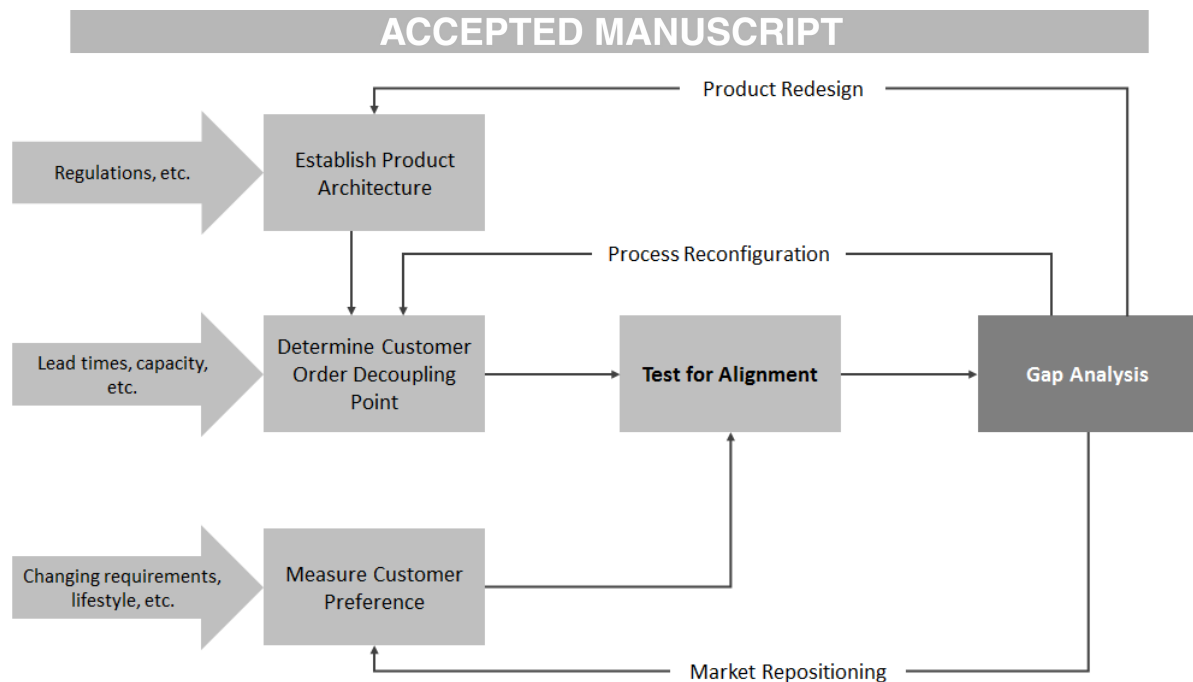 ACCEPTED MANUSCRIPT
Product Redesign
Regulations, etc.
Establish Product
Architecture
Process Reconfiguration
Lead times, capacity,
etc.
Determine Customer
Order Decoupling
Point
Test for Alignment
Gap Analysis
Changing requirements,
lifestyle, etc.
Measure Customer
Preference
Market Repositioning